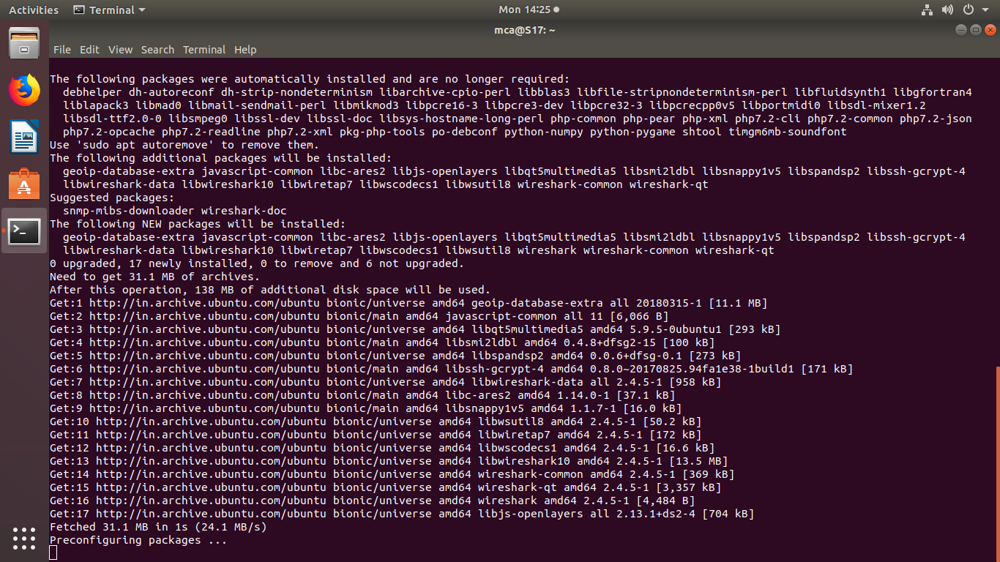 Activities Terminal Mon 14:25
mca@S17: ~
File Edit View Search Terminal Help
The following packages were automatically installed and are no longer required:
debhelper dh-autoreconf dh-strip-nondeterminism libarchive-cpio-perl libblas3 libfile-stripnondeterminism-perl libfluidsynth1 libgfortran4
liblapack3 libmad0 libmail-sendmail-perl libmikmod3 libpcre16-3 libpcre3-dev libpcre32-3 libpcrecpp0v5 libportmidi0 libsdl-mixer1.2
libsdl-ttf2.0-0 libsmpeg0 libssl-dev libssl-doc libsys-hostname-long-perl php-common php-pear php-xml php7.2-cli php7.2-common php7.2-json
php7.2-opcache php7.2-readline php7.2-xml pkg-php-tools po-debconf python-numpy python-pygame shtool timgm6mb-soundfont
Use 'sudo apt autoremove' to remove them.
The following additional packages will be installed:
geoip-database-extra javascript-common libc-ares2 libjs-openlayers libqt5multimedia5 libsmi2ldbl libsnappy1v5 libspandsp2 libssh-gcrypt-4
libwireshark-data libwireshark10 libwiretap7 libwscodecs1 libwsutil8 wireshark-common wireshark-qt
Suggested packages:
snmp-mibs-downloader wireshark-doc
The following NEW packages will be installed:
geoip-database-extra javascript-common libc-ares2 libjs-openlayers libqt5multimedia5 libsmi2ldbl libsnappy1v5 libspandsp2 libssh-gcrypt-4
libwireshark-data libwireshark10 libwiretap7 libwscodecs1 libwsutil8 wireshark wireshark-common wireshark-qt
0 upgraded, 17 newly installed, 0 to remove and 6 not upgraded.
Need to get 31.1 MB of archives.
After this operation, 138 MB of additional disk space will be used.
Get:1 http://in.archive.ubuntu.com/ubuntu bionic/universe amd64 geoip-database-extra all 20180315-1 [11.1 MB]
Get:2 http://in.archive.ubuntu.com/ubuntu bionic/main amd64 javascript-common all 11 [6,066 B]
Get:3 http://in.archive.ubuntu.com/ubuntu bionic/universe amd64 libqt5multimedia5 amd64 5.9.5-0ubuntu1 [293 kB]
Get:4 http://in.archive.ubuntu.com/ubuntu bionic/main amd64 libsmi2ldbl amd64 0.4.8+dfsg2-15 [100 kB]
Get:5 http://in.archive.ubuntu.com/ubuntu bionic/universe amd64 libspandsp2 amd64 0.0.6+dfsg-0.1 [273 kB]
Get:6 http://in.archive.ubuntu.com/ubuntu bionic/main amd64 libssh-gcrypt-4 amd64 0.8.0~20170825.94fa1e38-1build1 [171 kB]
Get:7 http://in.archive.ubuntu.com/ubuntu bionic/universe amd64 libwireshark-data all 2.4.5-1 [958 kB]
Get:8 http://in.archive.ubuntu.com/ubuntu bionic/main amd64 libc-ares2 amd64 1.14.0-1 [37.1 kB]
Get:9 http://in.archive.ubuntu.com/ubuntu bionic/main amd64 libsnappy1v5 amd64 1.1.7-1 [16.0 kB]
Get:10 http://in.archive.ubuntu.com/ubuntu bionic/universe amd64 libwsutil8 amd64 2.4.5-1 [50.2 kB]
Get:11 http://in.archive.ubuntu.com/ubuntu bionic/universe amd64 libwiretap7 amd64 2.4.5-1 [172 kB]
Get:12 http://in.archive.ubuntu.com/ubuntu bionic/universe amd64 libwscodecs1 amd64 2.4.5-1 [16.6 kB]
Get:13 http://in.archive.ubuntu.com/ubuntu bionic/universe amd64 libwireshark10 amd64 2.4.5-1 [13.5 MB]
Get:14 http://in.archive.ubuntu.com/ubuntu bionic/universe amd64 wireshark-common amd64 2.4.5-1 [369 kB]
Get:15 http://in.archive.ubuntu.com/ubuntu bionic/universe amd64 wireshark-qt amd64 2.4.5-1 [3,357 kB]
Get:16 http://in.archive.ubuntu.com/ubuntu bionic/universe amd64 wireshark amd64 2.4.5-1 [4,484 B]
Get:17 http://in.archive.ubuntu.com/ubuntu bionic/universe amd64 libjs-openlayers all 2.13.1+ds2-4 [704 kB]
Fetched 31.1 MB in 1s (24.1 MB/s)
Preconfiguring packages ...